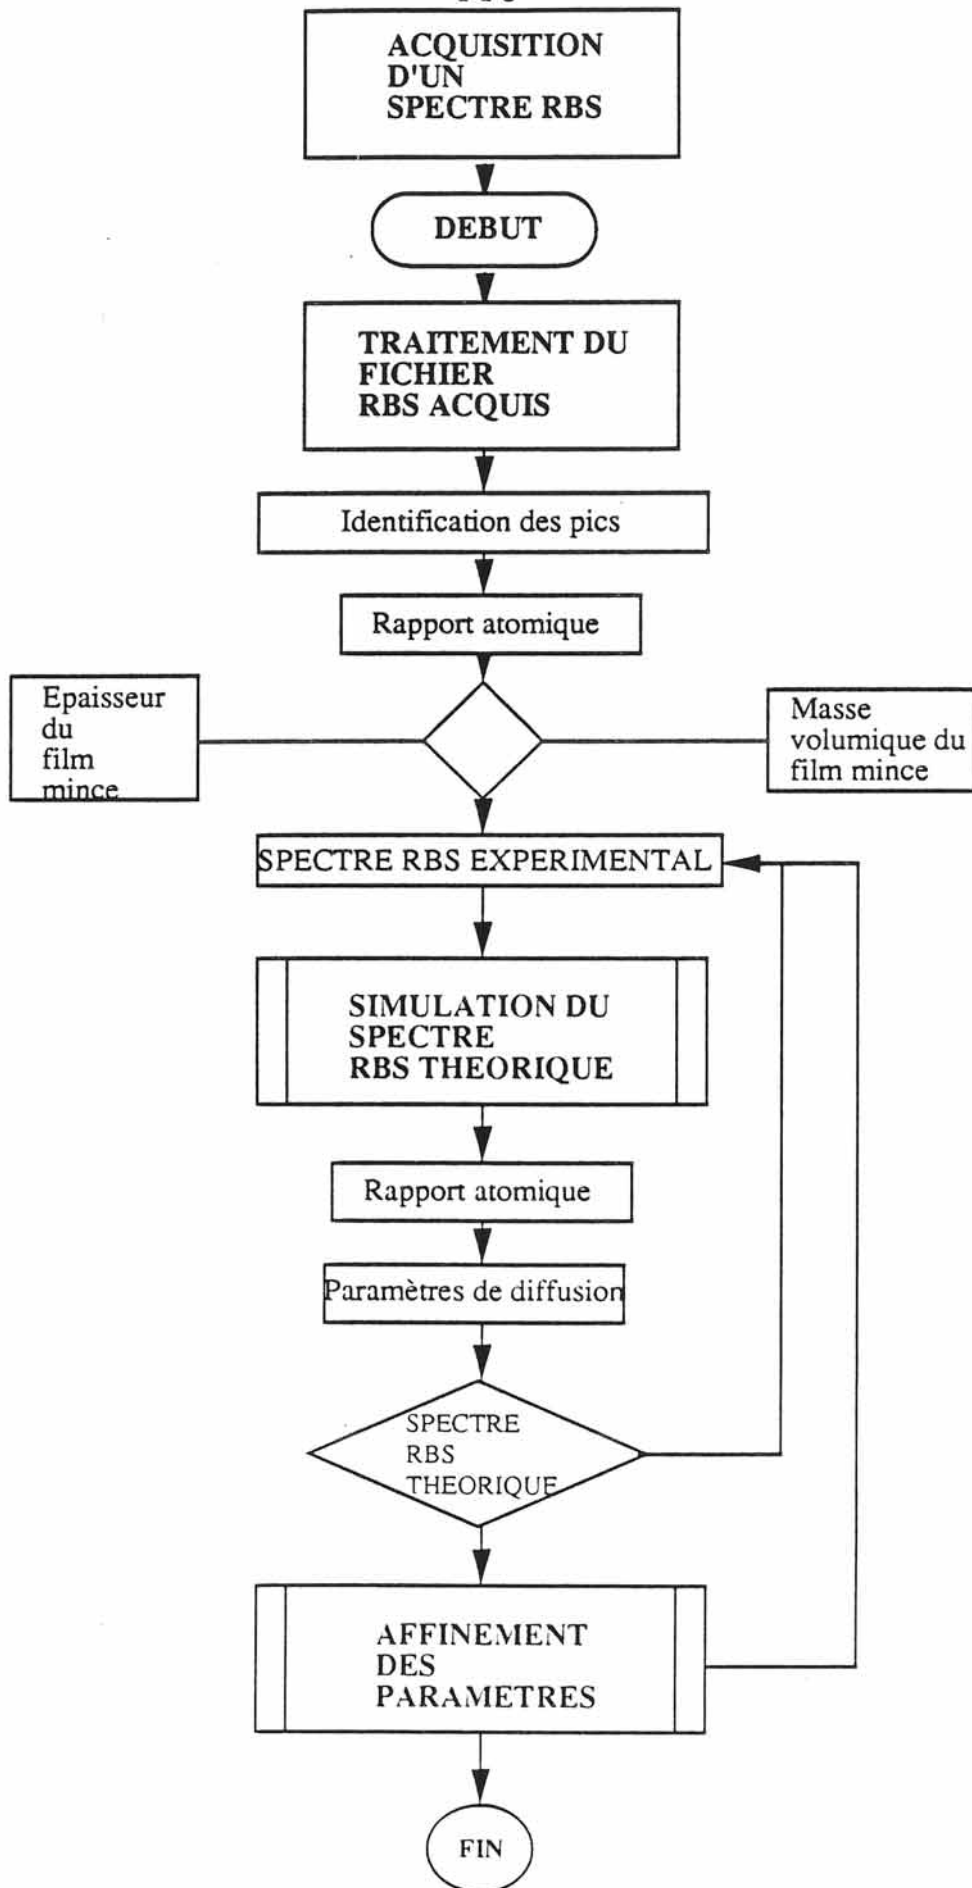 ACQUISITION
D'UN
SPECTRE RBS
DEBUT
TRAITEMENT DU
FICHIER
RBS ACQUIS
Identification des pics
Rapport atomique
Epaisseur
du
film
mince
Masse
volumique du
film mince
SPECTRE RBS EXPERIMENTAL
SIMULATION DU
SPECTRE
RBS THEORIQUE
Rapport atomique
Paramètres de diffusion
SPECTRE
RBS
THEORIQUE
AFFINEMENT
DES
PARAMETRES
FIN